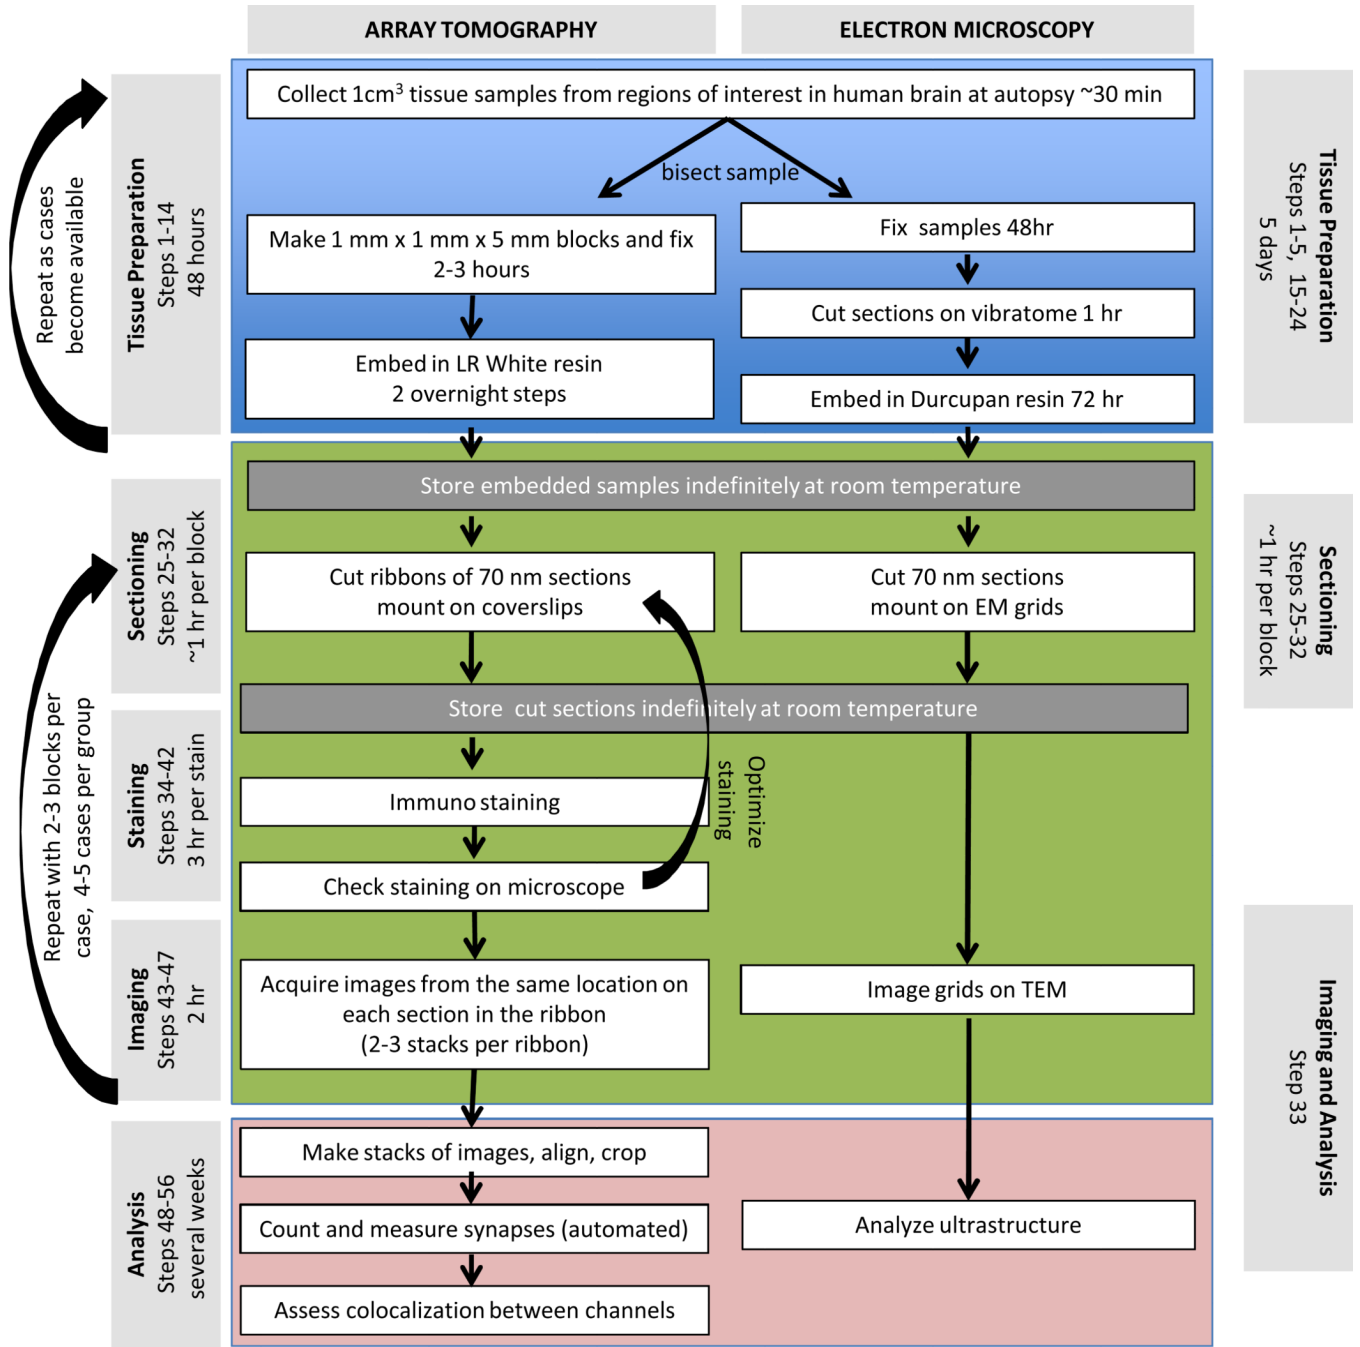 ARRAY TOMOGRAPHY
ELECTRON MICROSCOPY
Collect 1cm³ tissue samples from regions of interest in human brain at autopsy ~30 min
bisect sample
Make 1 mm x 1 mm x 5 mm blocks and fix
2-3 hours
Embed in LR White resin
2 overnight steps
Fix samples 48hr
Cut sections on vibratome 1 hr
Embed in Durcupan resin 72 hr
Repeat as cases
become available
Tissue Preparation
Steps 1-14
48 hours
Tissue Preparation
Steps 1-5, 15-24
5 days
Store embedded samples indefinitely at room temperature
Cut ribbons of 70 nm sections
mount on coverslips
Cut 70 nm sections
mount on EM grids
Sectioning
Steps 25-32
~1 hr per block
Sectioning
Steps 25-32
~1 hr per block
Store cut sections indefinitely at room temperature
Immuno staining
Check staining on microscope
Optimize
staining
Staining
Steps 34-42
3 hr per stain
Repeat with 2-3 blocks per
case, 4-5 cases per group
Acquire images from the same location on
each section in the ribbon
(2-3 stacks per ribbon)
Image grids on TEM
Imaging
Steps 43-47
2 hr
Imaging and Analysis
Step 33
Make stacks of images, align, crop
Count and measure synapses (automated)
Assess colocalization between channels
Analyze ultrastructure
Analysis
Steps 48-56
several weeks